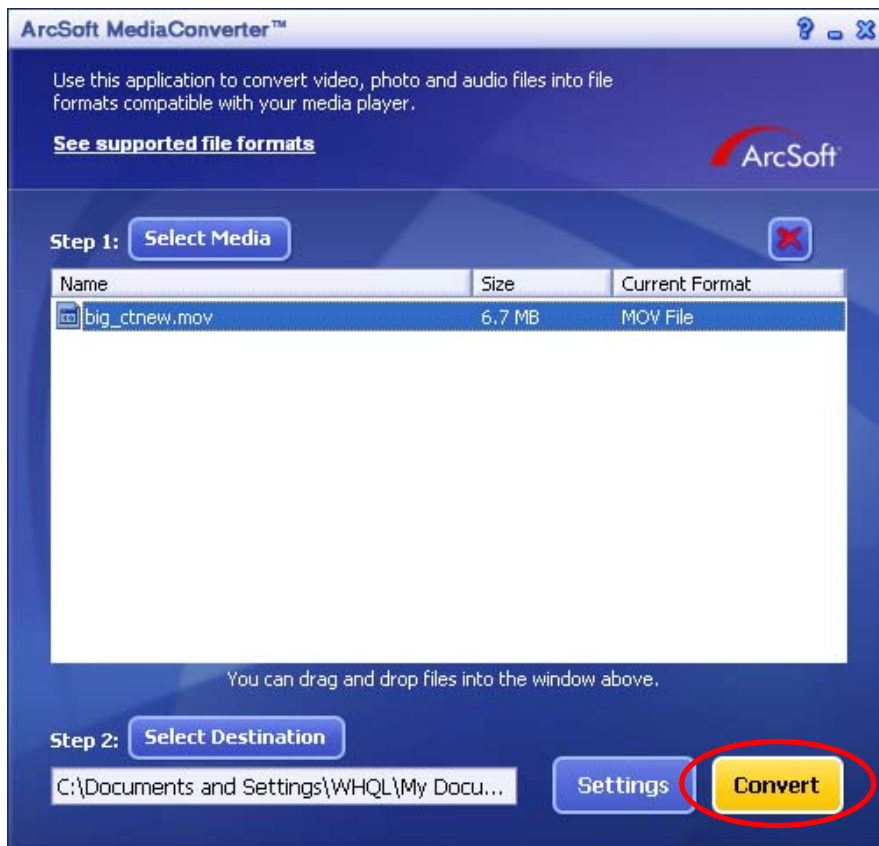 ArcSoft MediaConverter™
Use this application to convert video, photo and audio files into file
formats compatible with your media player.
See supported file formats
ArcSoft
Step 1: Select Media
Name Size Current Format
big_ctnew.mov 6.7 MB MOV File
You can drag and drop files into the window above.
Step 2: Select Destination
C:\Documents and Settings\WHQL\My Docu...
Settings Convert